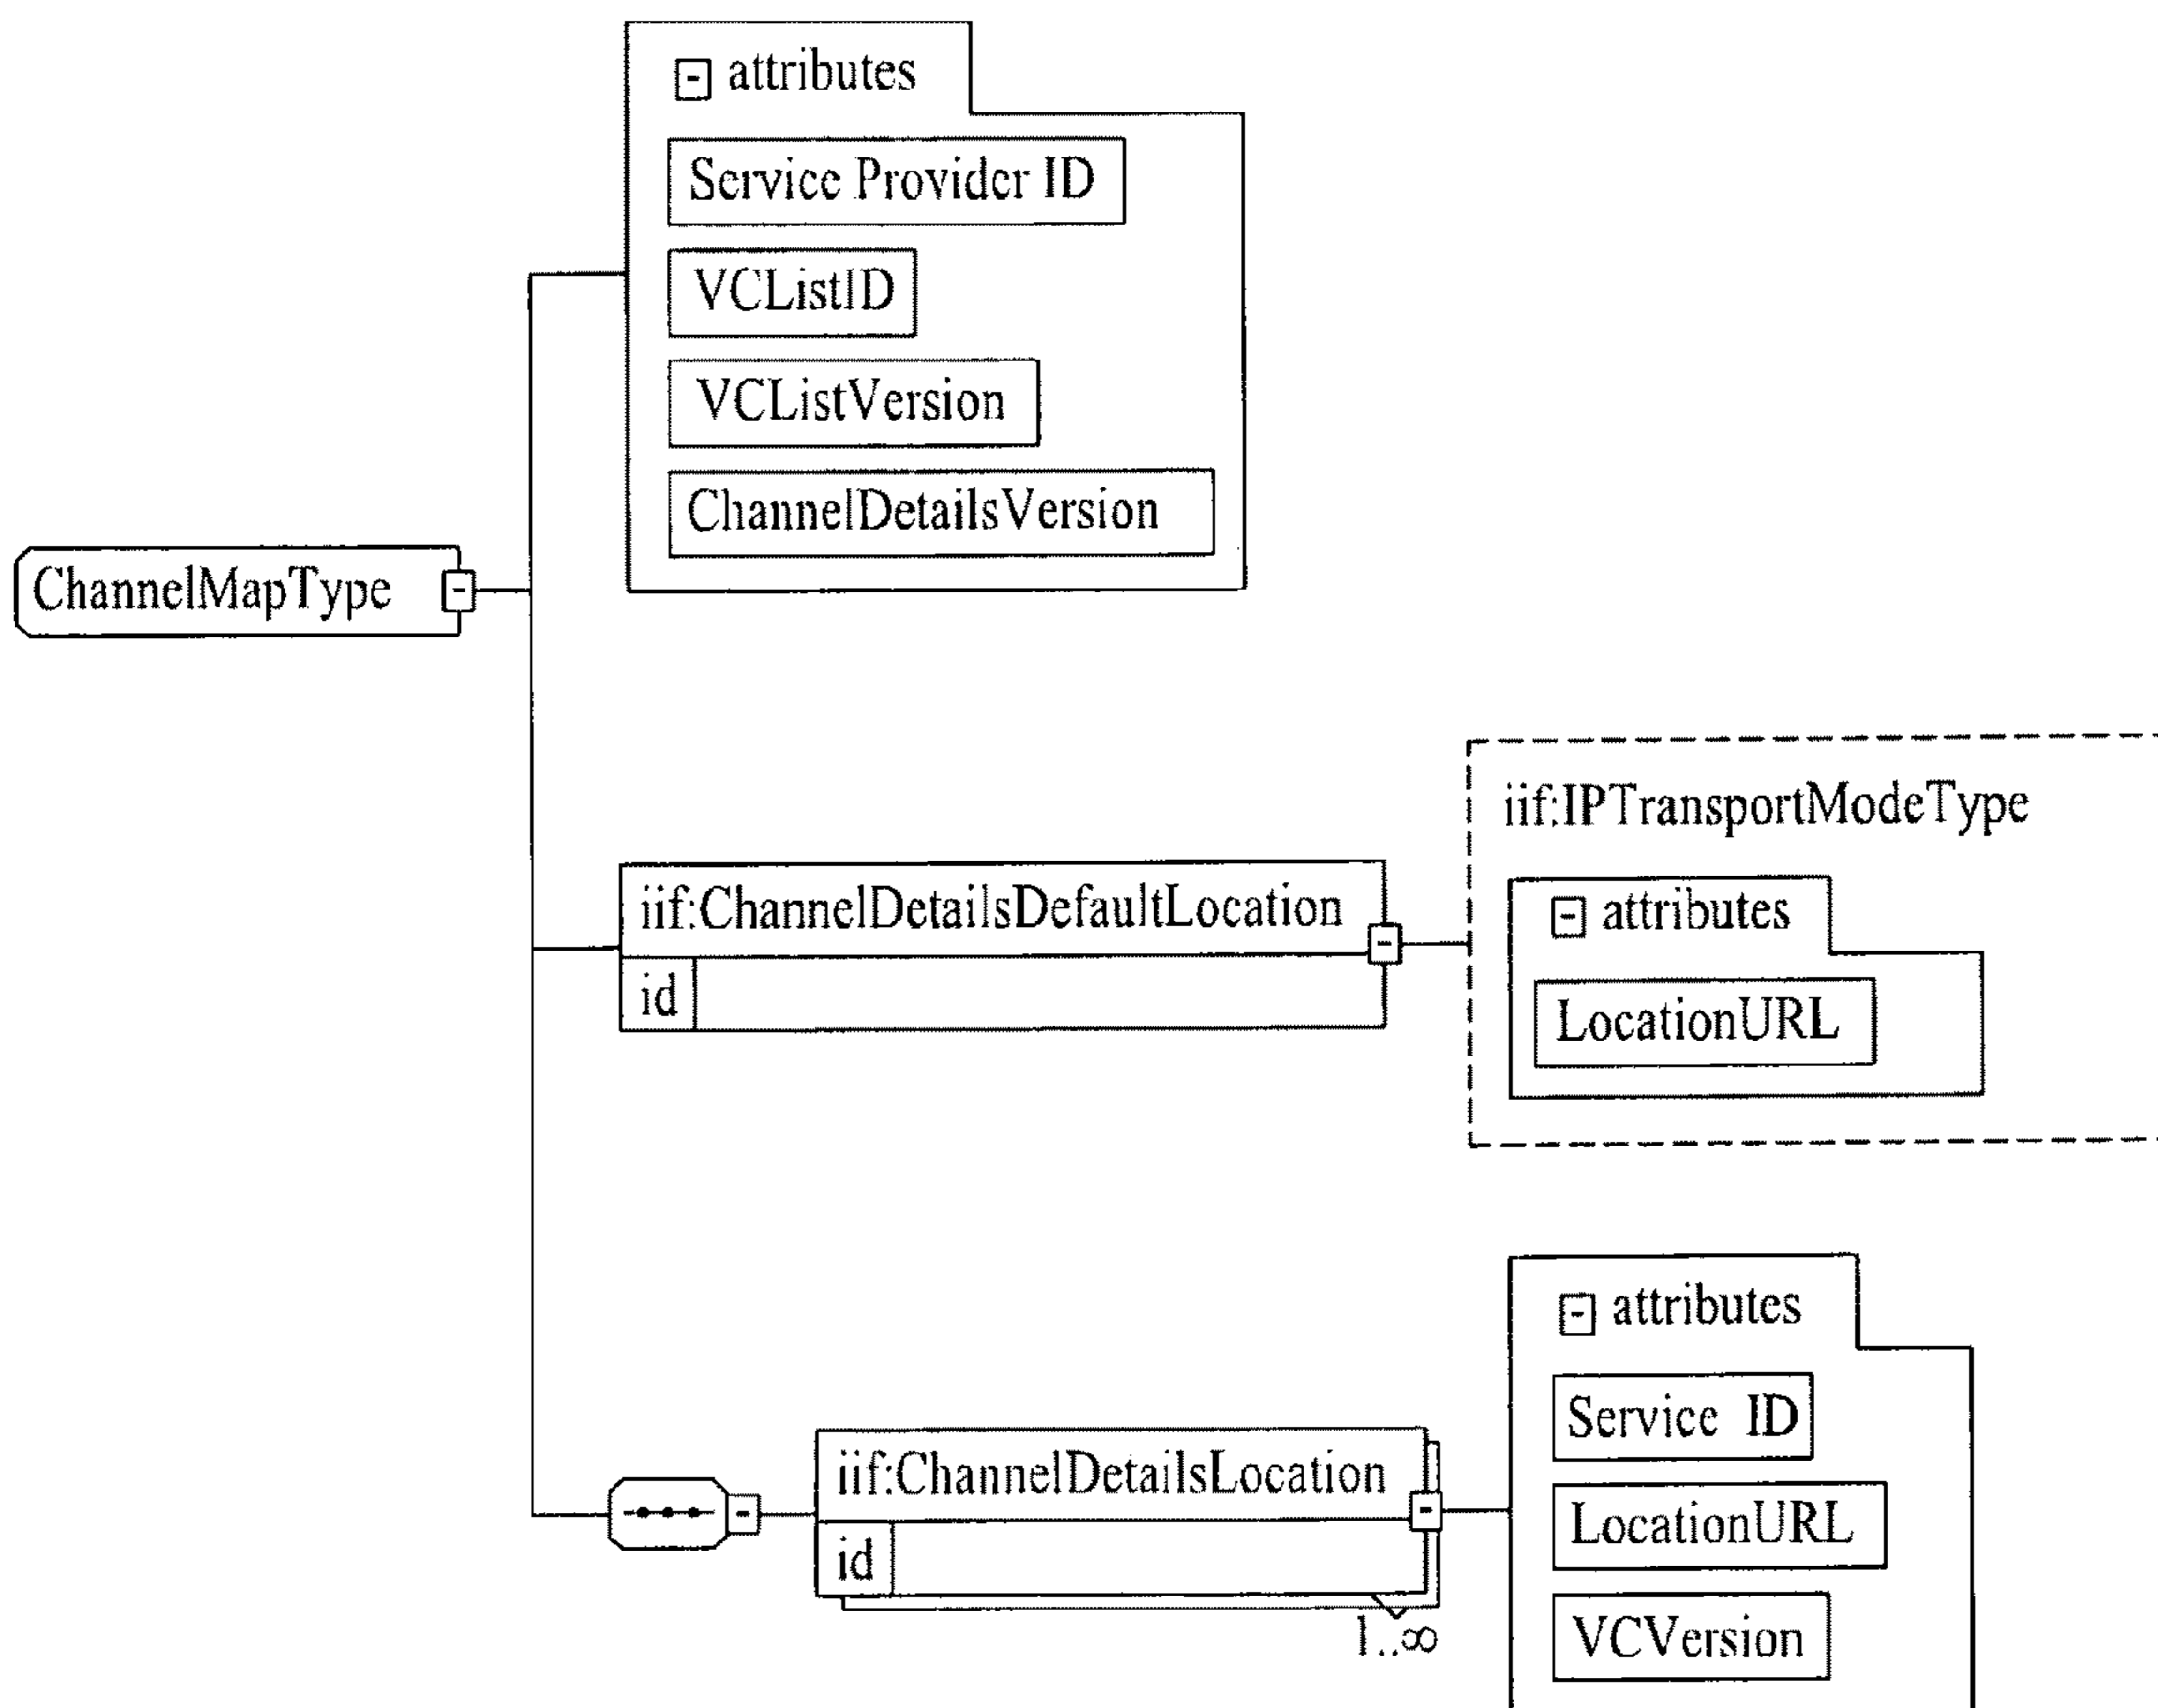 attributes
Service Provider ID
VCListID
VCListVersion
ChannelDetailsVersion
ChannelMapType
iif:IPTransportModeType
iif:ChannelDetailsDefaultLocation
attributes
id
LocationURL
attributes
Service ID
iif:ChannelDetailsLocation
LocationURL
id
VCVersion
1..∞